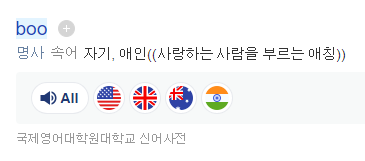 boo
명사 속어 자기, 애인((사랑하는 사람을 부르는 애칭))
All
국제영어대학원대학교 신어사전